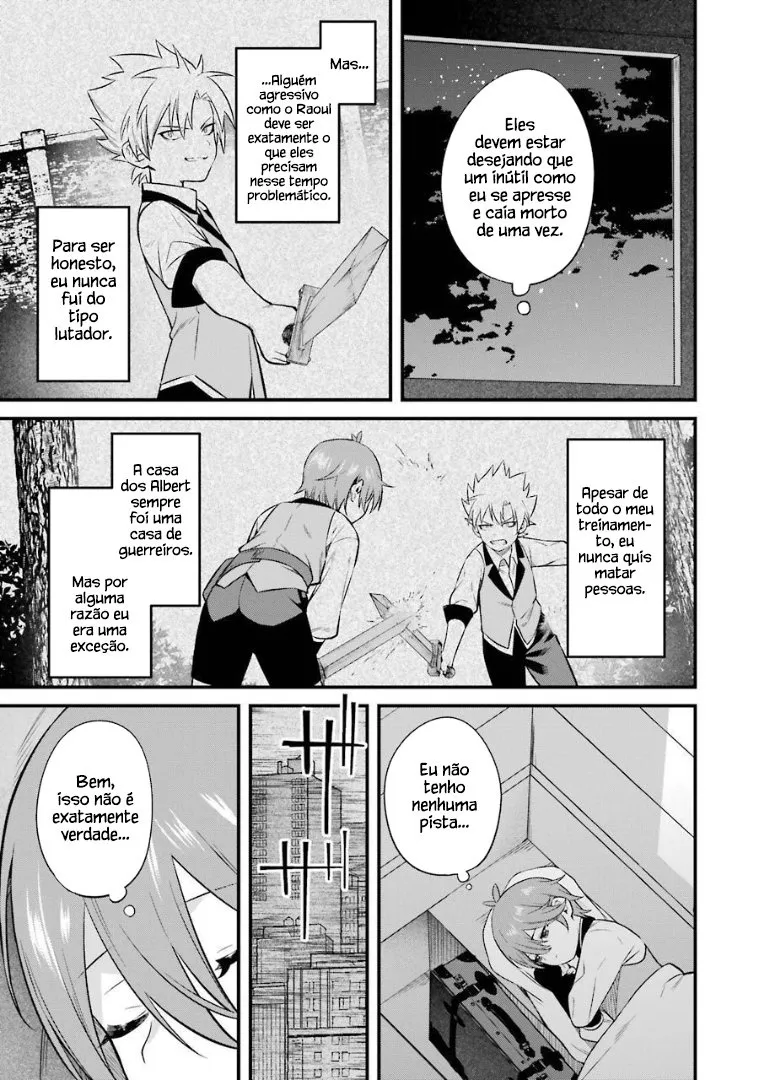 Eles
devem estar
desejando que
um inútil como
eu se apresse
e caia morto
de uma vez.
Mas...
...Alguém
agressivo
como o Raoul
deve ser
exatamente o
que eles
precisam
nesse tempo
problemático.
Para ser
honesto,
eu nunca
fui do
tipo
lutador.
Apesar de
todo o meu
treinamen-
to, eu
nunca quis
matar
pessoas.
A casa
dos Albert
sempre
foi uma
casa de
guerreiros.
Mas por
alguma
razão eu
era uma
exceção.
Eu não
tenho
nenhuma
pista...
Bem,
isso não é
exatamente
verdade...